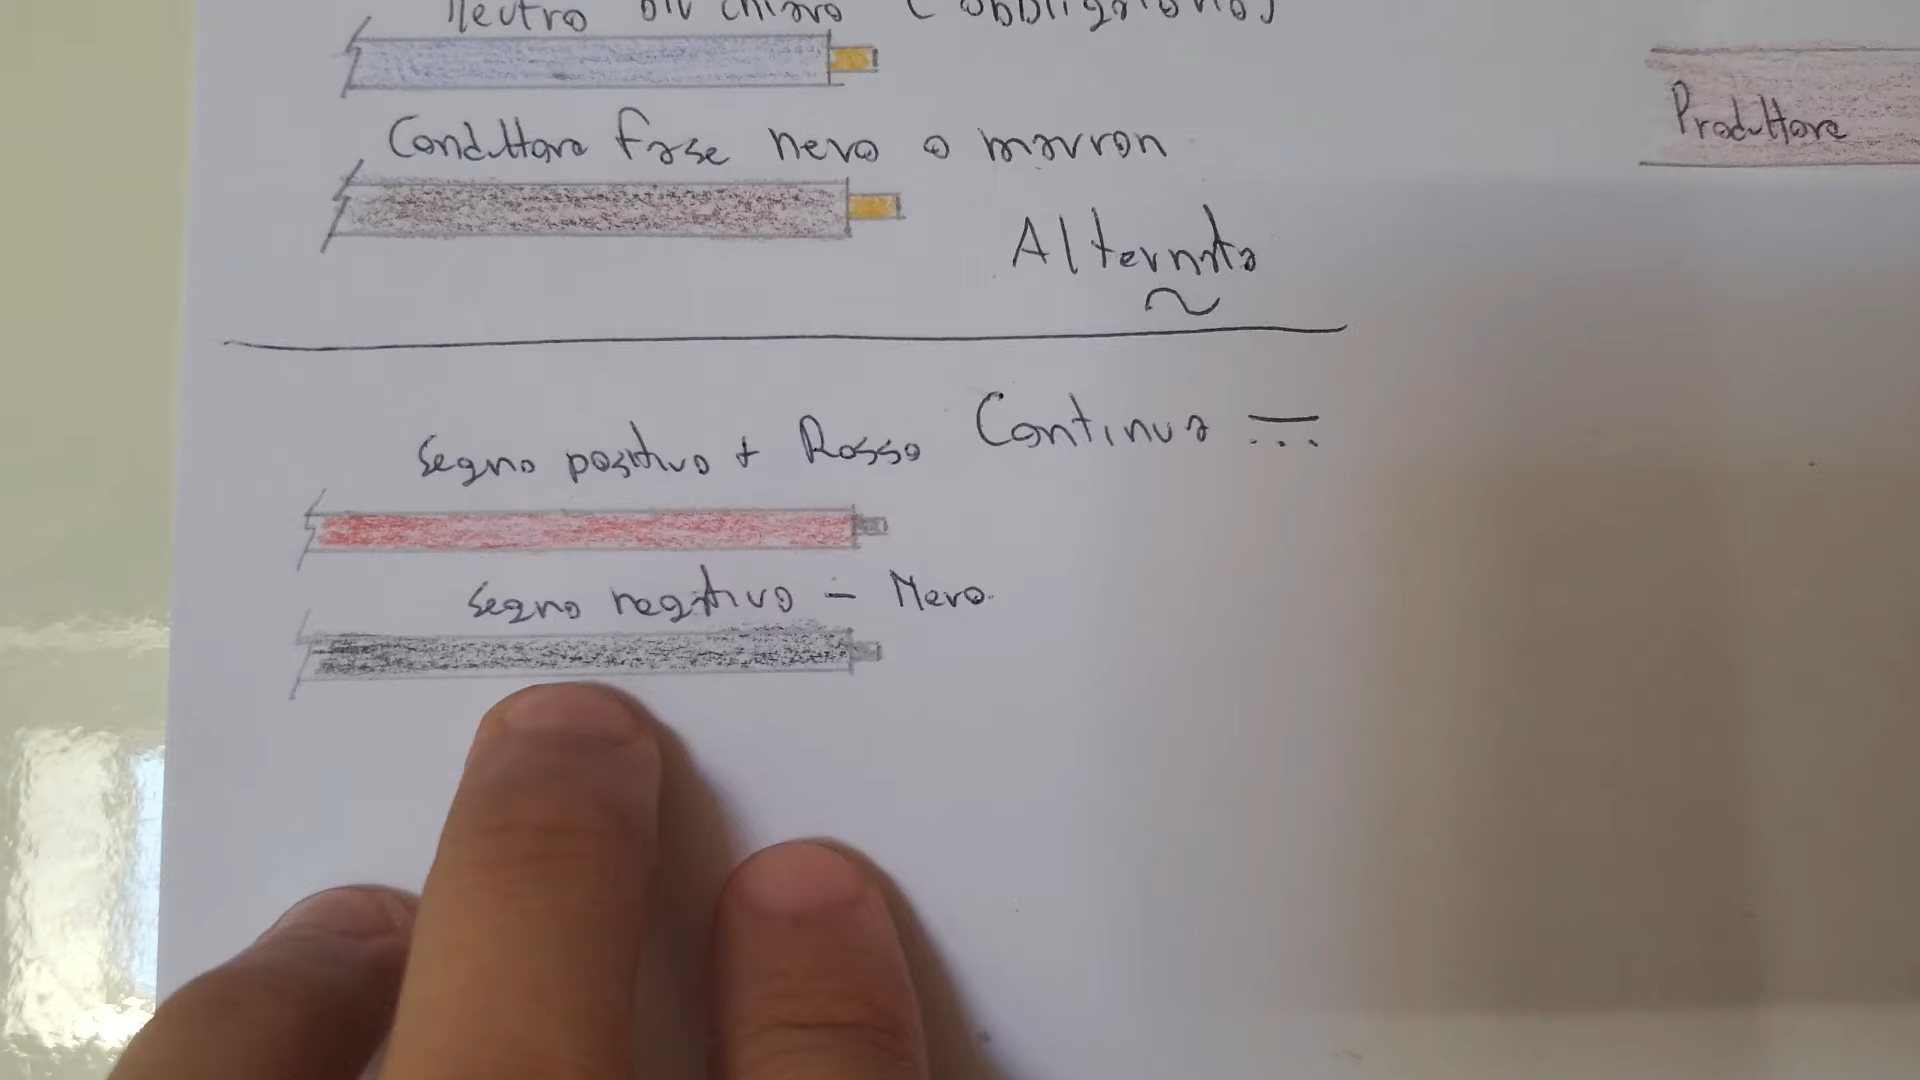 Neutro blu chiaro (obbligatorio)
Conduttore fase nero o marron
Alternata
~
Continua
Segno positivo + Rosso
Segno negativo - Nero.
Produttore